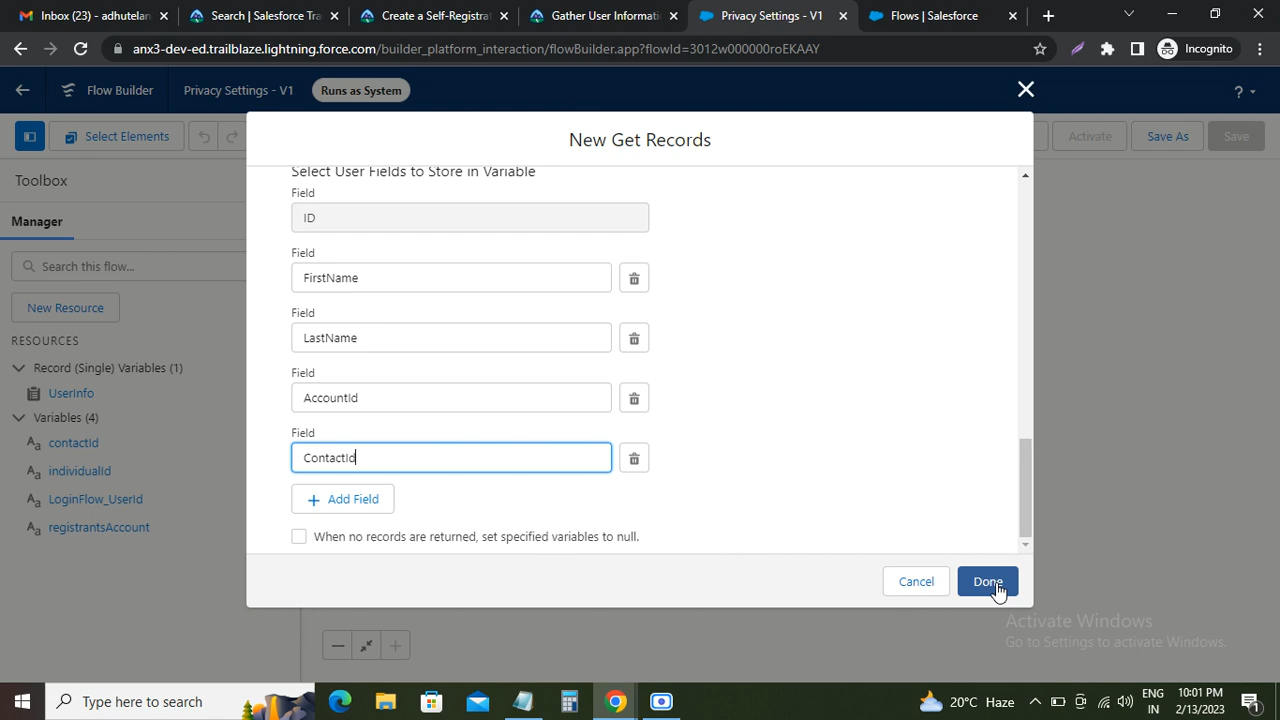 Inbox (23) - adhutelan
Search | Salesforce Tra
Create a Self-Registra
Gather User Informati
Privacy Settings - V1
Flows | Salesforce
anx3-dev-ed.trailblaze.lightning.force.com/builder_platform_interaction/flowBuilder.app?flowId=3012w000000roEKAAY
Incognito
Flow Builder
Privacy Settings - V1
Runs as System
?
Select Elements
Activate
Save As
Save
New Get Records
Toolbox
Manager
Search this flow...
New Resource
RESOURCES
Record (Single) Variables (1)
UserInfo
Variables (4)
Aa contactId
Aa individualId
Aa LoginFlow_UserId
Aa registrantsAccount
Select User Fields to Store in Variable
Field
ID
Field
FirstName
Field
LastName
Field
AccountId
Field
ContactId
+ Add Field
When no records are returned, set specified variables to null.
Cancel
Done
Activate Windows
Go to Settings to activate Windows.
Type here to search
20°C Haze
ENG
IN
10:01 PM
2/13/2023
1